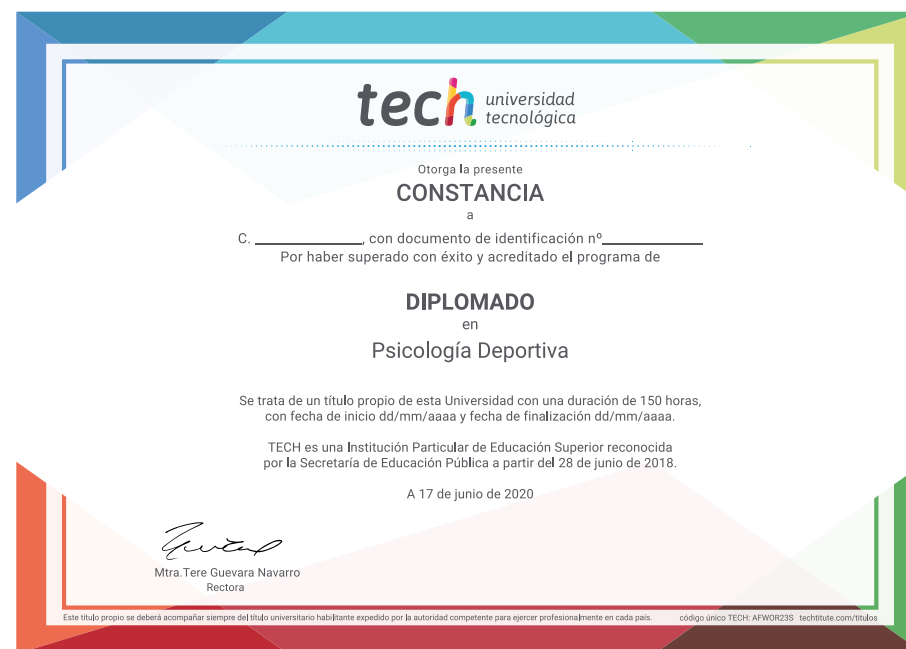 tech universidad
tecnológica
Otorga la presente
CONSTANCIA
a
C. ______________, con documento de identificación nº_____________
Por haber superado con éxito y acreditado el programa de
DIPLOMADO
en
Psicología Deportiva
Se trata de un título propio de esta Universidad con una duración de 150 horas,
con fecha de inicio dd/mm/aaaa y fecha de finalización dd/mm/aaaa.
TECH es una Institución Particular de Educación Superior reconocida
por la Secretaría de Educación Pública a partir del 28 de junio de 2018.
A 17 de junio de 2020
Mtra.Tere Guevara Navarro
Rectora
Este título propio se deberá acompañar siempre del título universitario habilitante expedido por la autoridad competente para ejercer profesionalmente en cada país. código único TECH: AFWOR23S techtitute.com/titulos